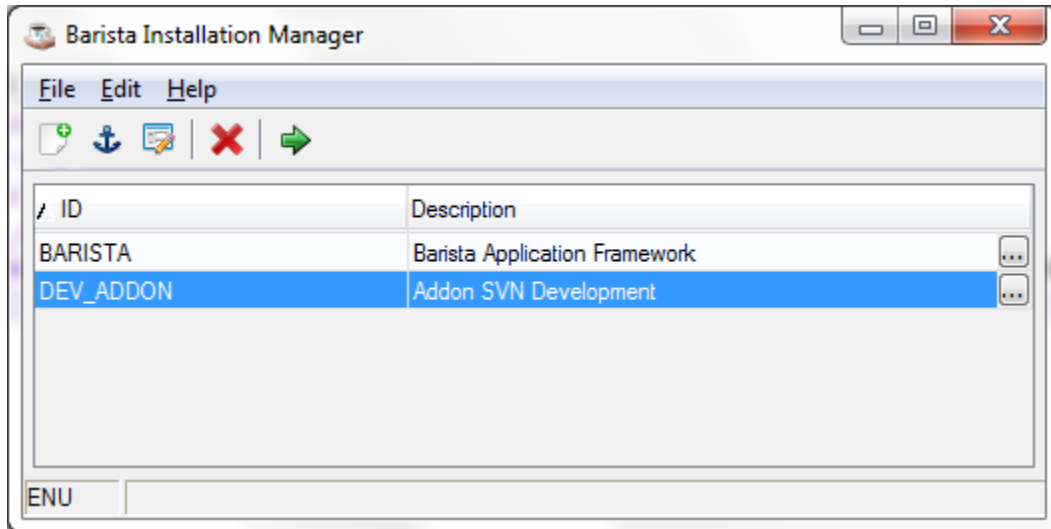 Barista Installation Manager
File Edit Help
ID Description
BARISTA Barista Application Framework ...
DEV_ADDON Addon SVN Development ...
ENU